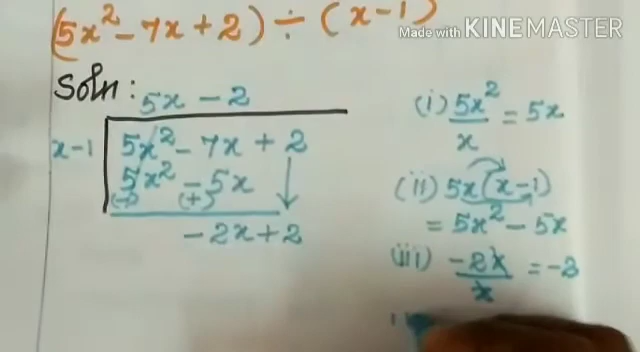 (5x² - 7x + 2) ÷ (x-1)
Made with KINEMASTER
Soln:
5x - 2
x-1 5x² - 7x + 2
5x² - 5x
(-) (+)
- 2x + 2
(i) 5x²/x = 5x
(ii) 5x(x-1)
= 5x² - 5x
(iii) -2x/x = -2